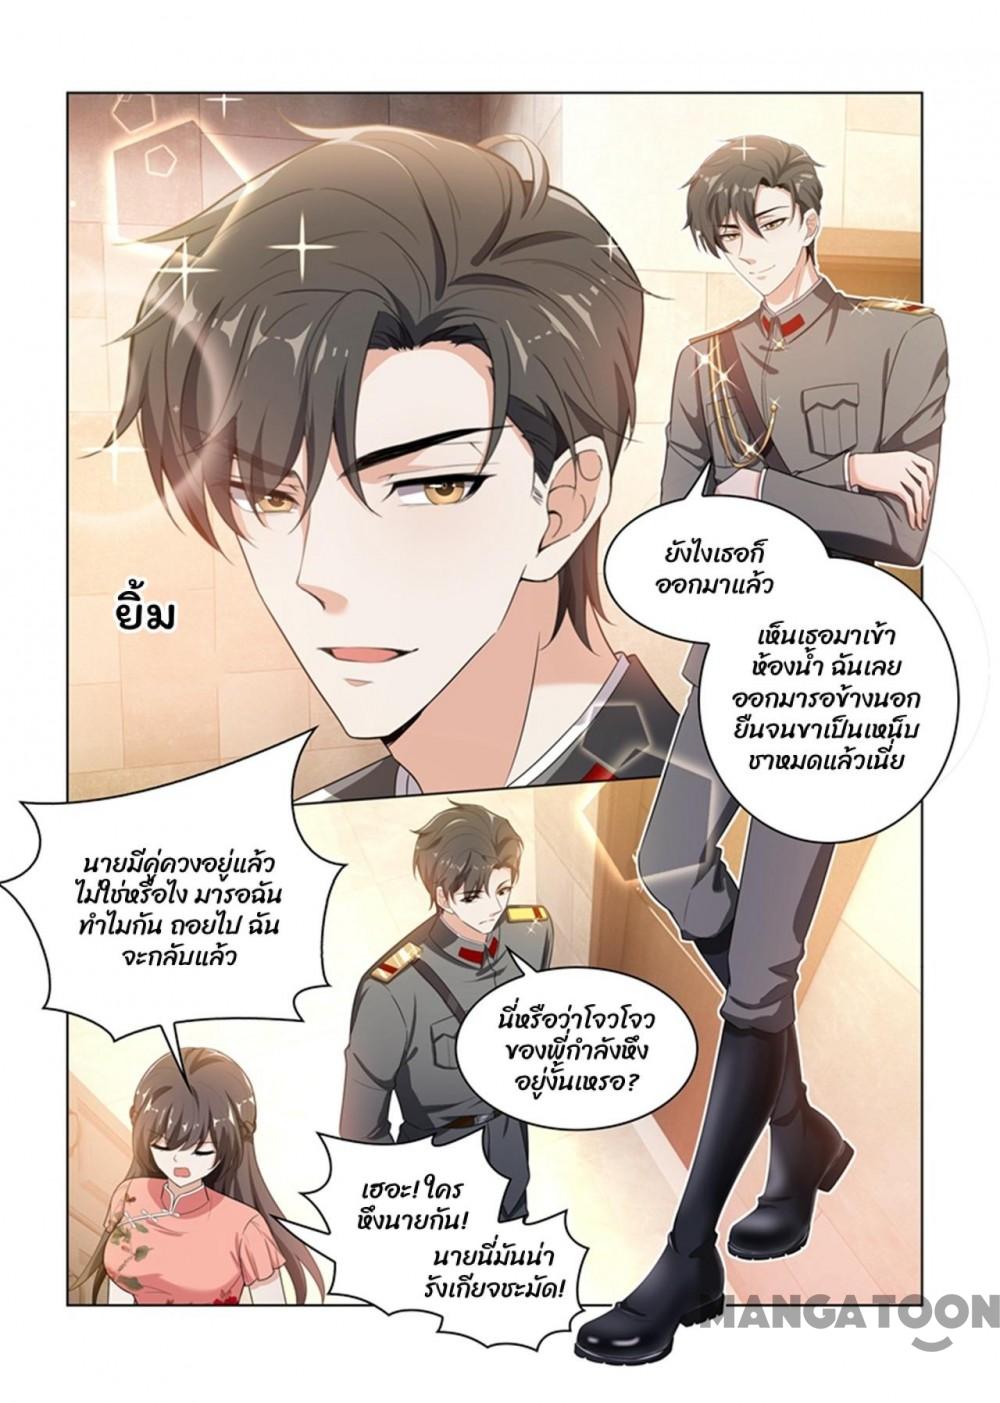 ยิ้ม
ยังไงเธอก็
ออกมาแล้ว
เห็นเธอมาเข้า
ห้องน้ำ ฉันเลย
ออกมารอข้างนอก
ยืนจนขาเป็นเหน็บ
ชาหมดแล้วเนี่ย
นายมีคู่ควงอยู่แล้ว
ไม่ใช่หรือไง มารอฉัน
ทำไมกัน ถอยไป ฉัน
จะกลับแล้ว
นี่หรือว่าโจวโจว
ของพี่กำลังหึง
อยู่งั้นเหรอ?
เฮอะ! ใคร
หึงนายกัน!
นายนี่มันน่า
รังเกียจชะมัด!
MANGATOON